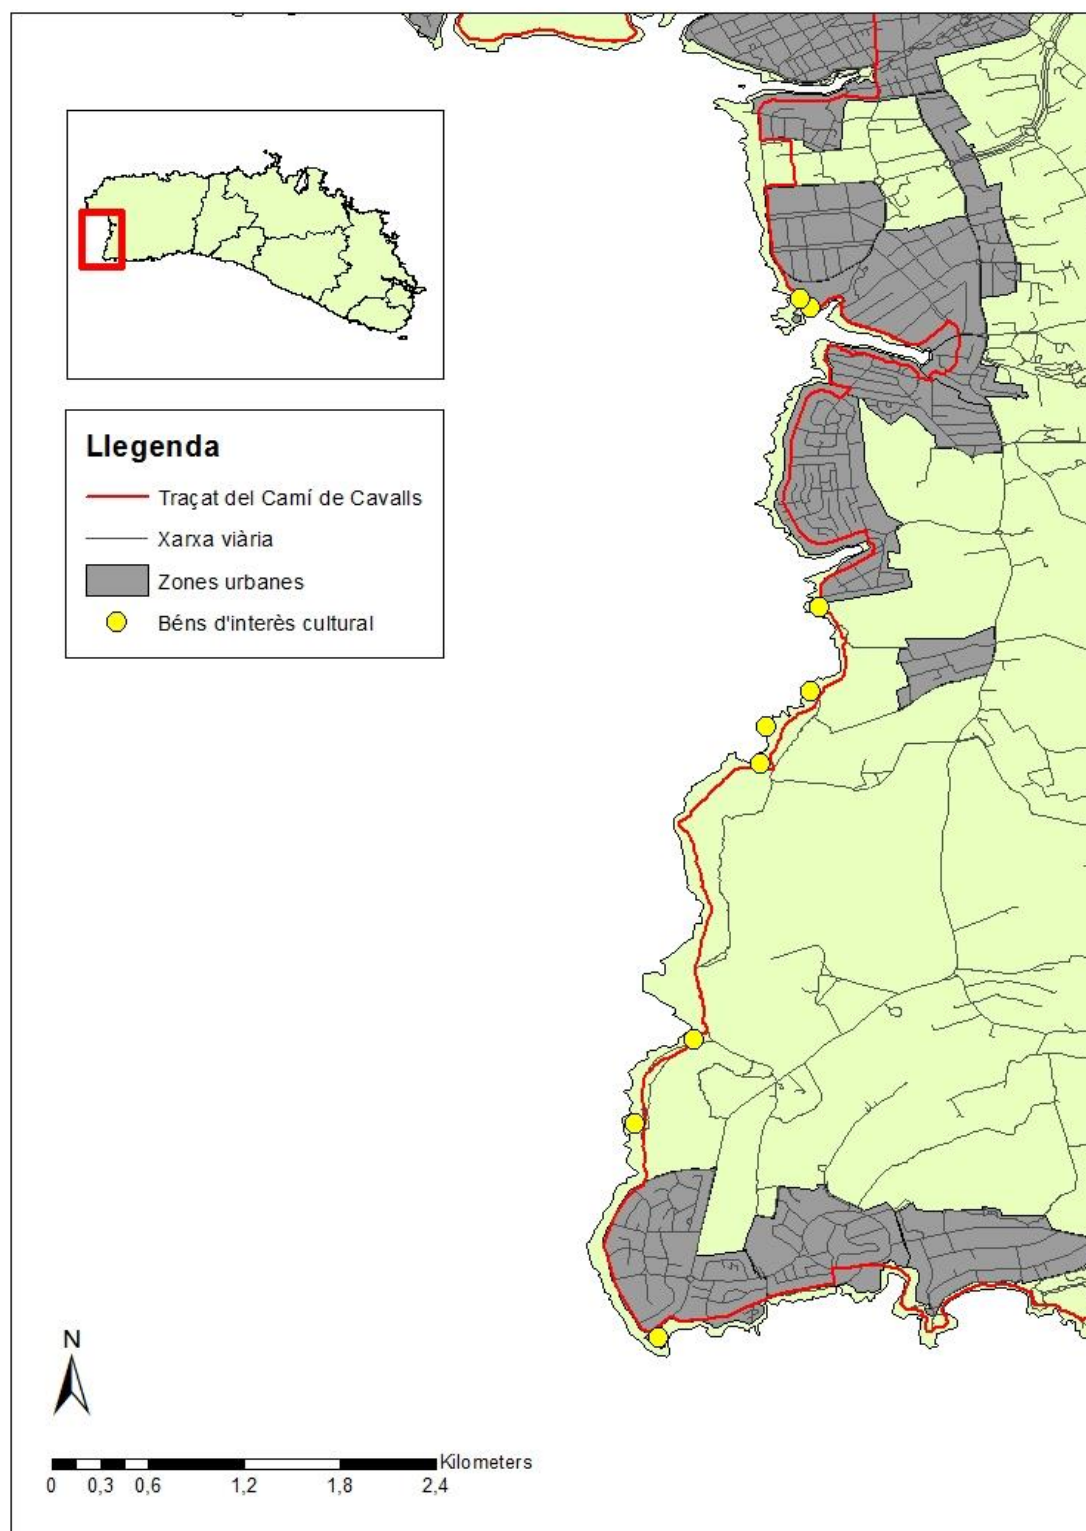 Llegenda
Traçat del Camí de Cavalls
Xarxa viària
Zones urbanes
Béns d'interès cultural
N
Kilometers
0 0,3 0,6 1,2 1,8 2,4